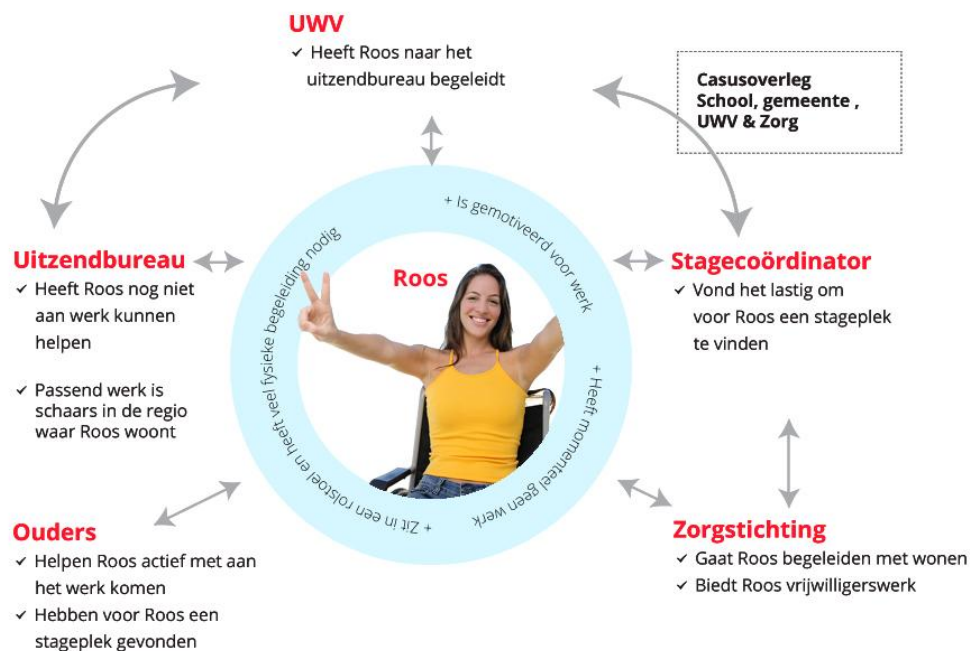 UWV
✓ Heeft Roos naar het
uitzendbureau begeleidt
Casusoverleg
School, gemeente ,
UWV & Zorg
+ Is gemotiveerd voor werk
+ Heeft momenteel geen werk
+ Zit in een rolstoel en heeft veel fysieke begeleiding nodig
Roos
Uitzendbureau
✓ Heeft Roos nog niet
aan werk kunnen
helpen
✓ Passend werk is
schaars in de regio
waar Roos woont
Stagecoördinator
✓ Vond het lastig om
voor Roos een stageplek
te vinden
Ouders
✓ Helpen Roos actief met aan
het werk komen
✓ Hebben voor Roos een
stageplek gevonden
Zorgstichting
✓ Gaat Roos begeleiden met wonen
✓ Biedt Roos vrijwilligerswerk